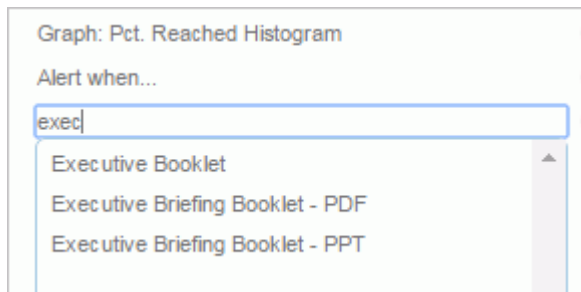 Graph: Pct. Reached Histogram
Alert when...
exec
Executive Booklet
Executive Briefing Booklet - PDF
Executive Briefing Booklet - PPT